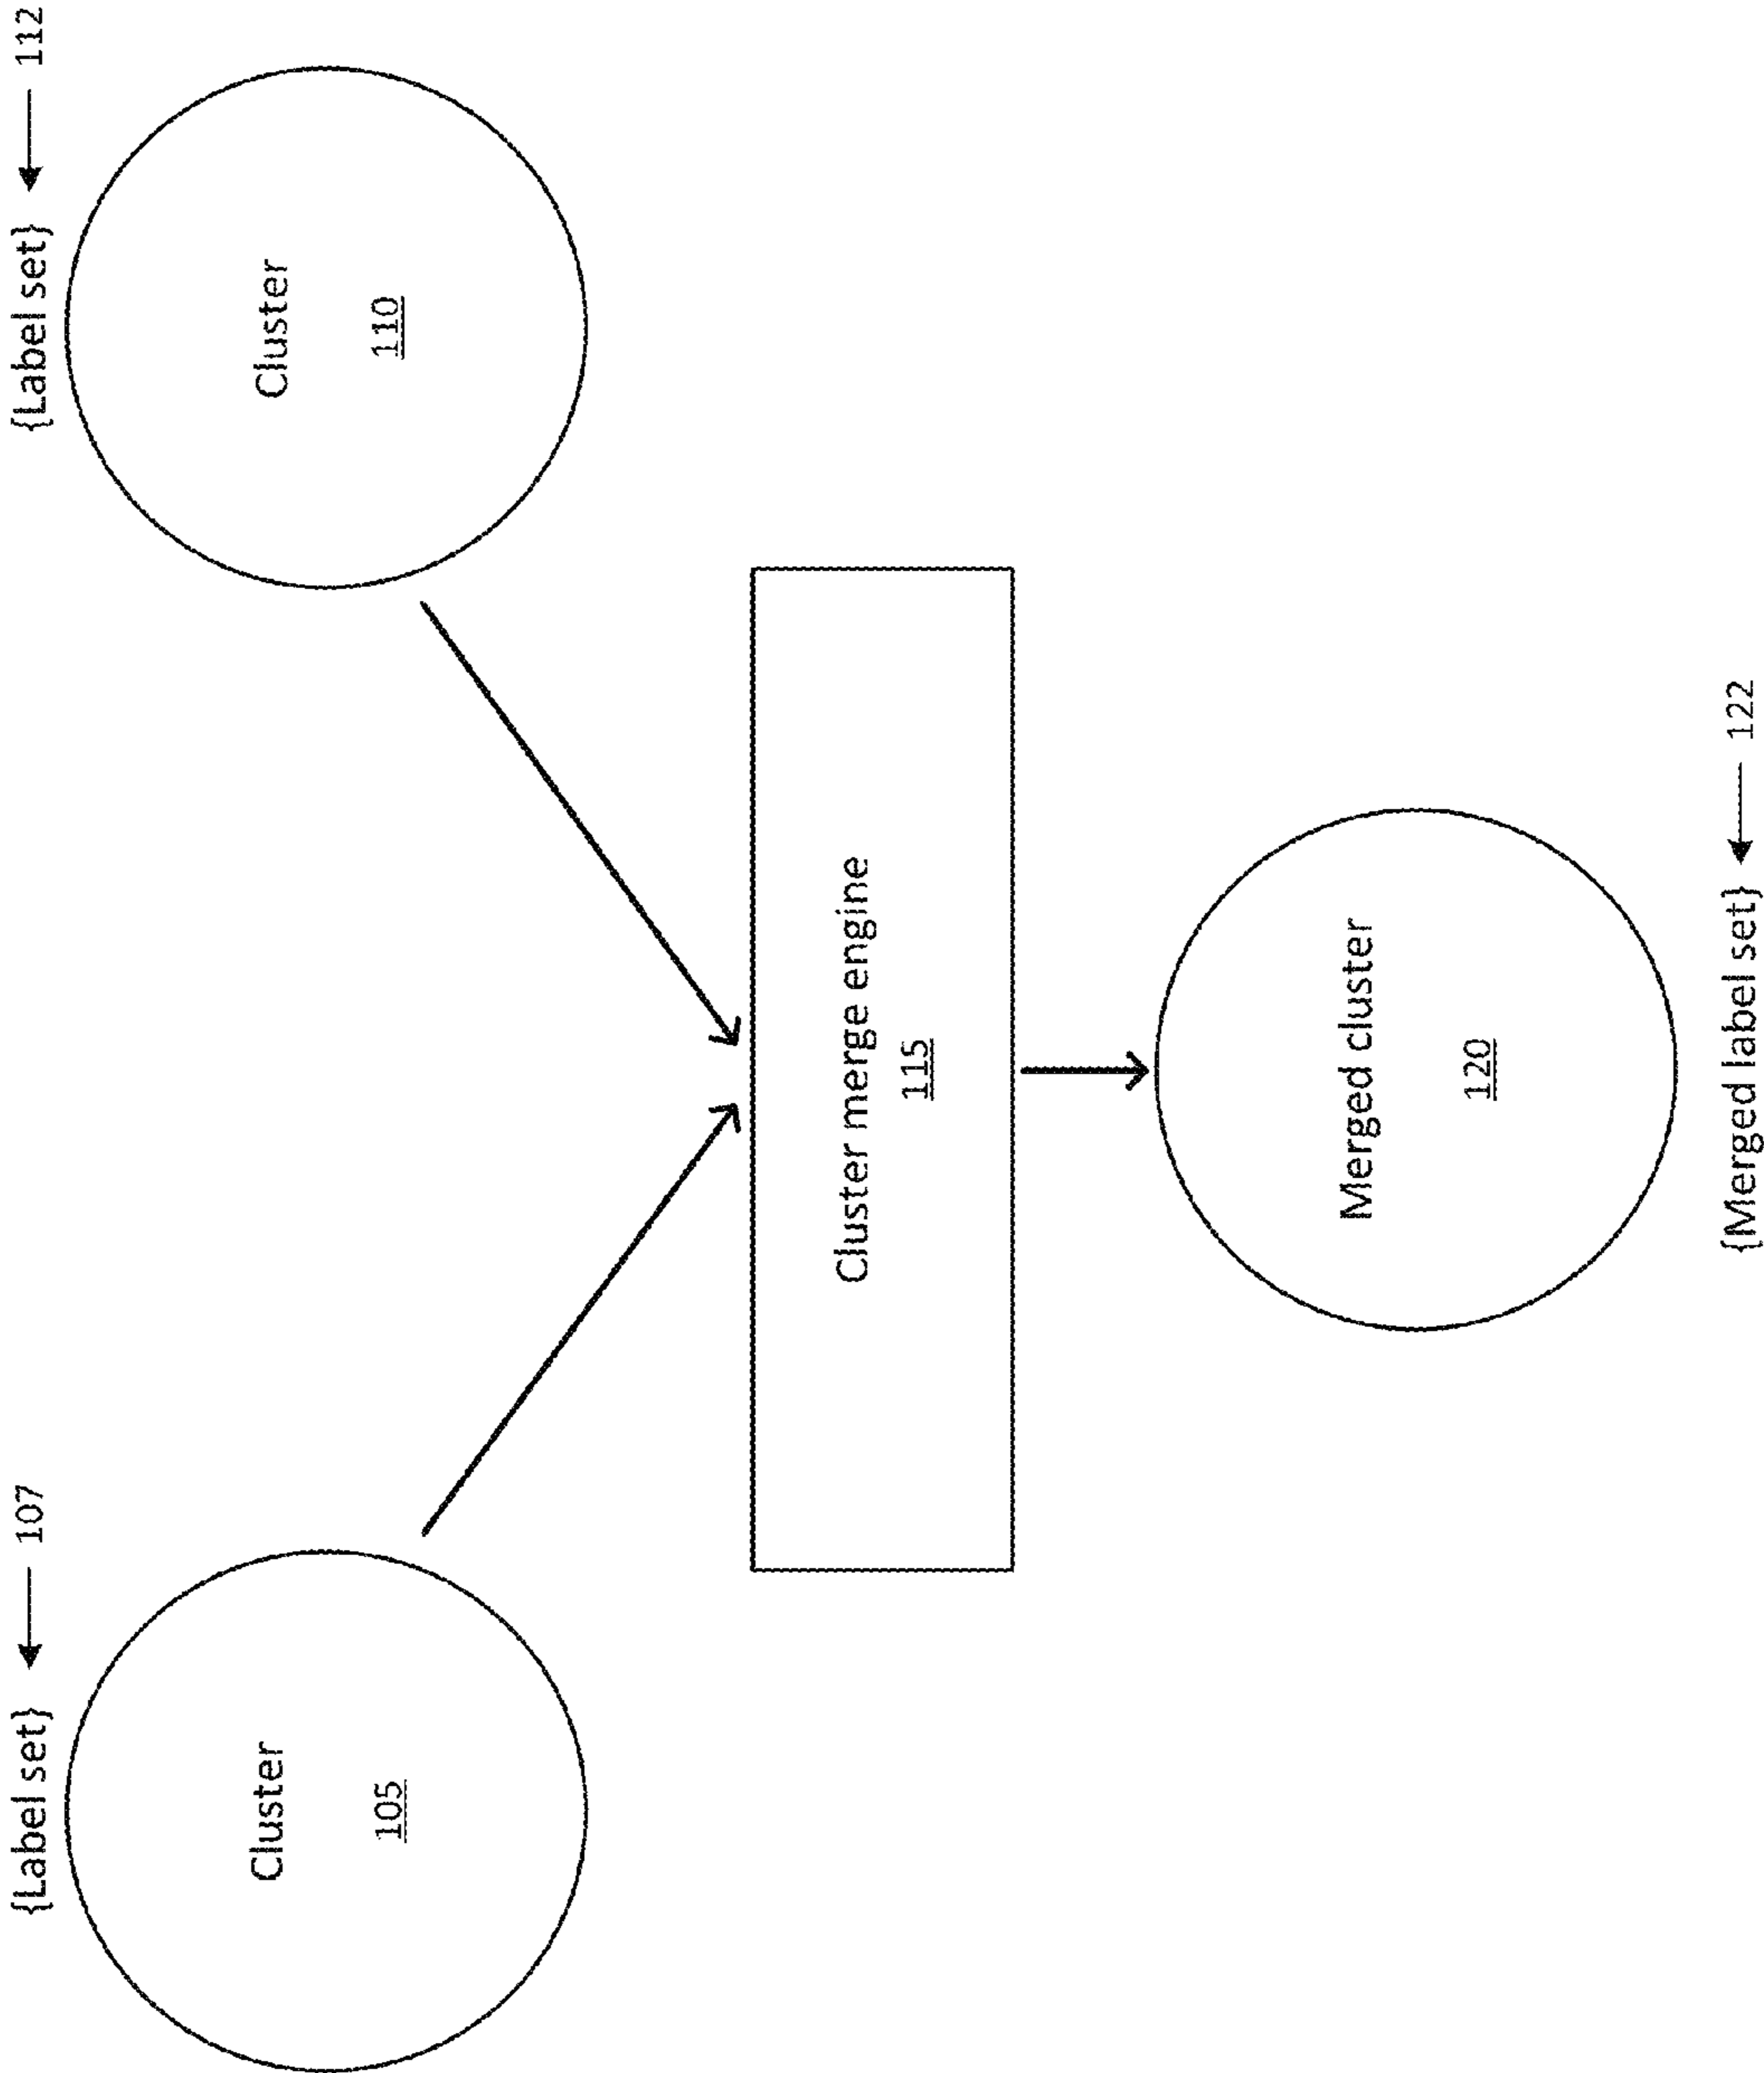 {Label set} 107
Cluster
105
{Label set} 112
Cluster
110
Cluster merge engine
115
Merged cluster
120
{Merged label set} 122